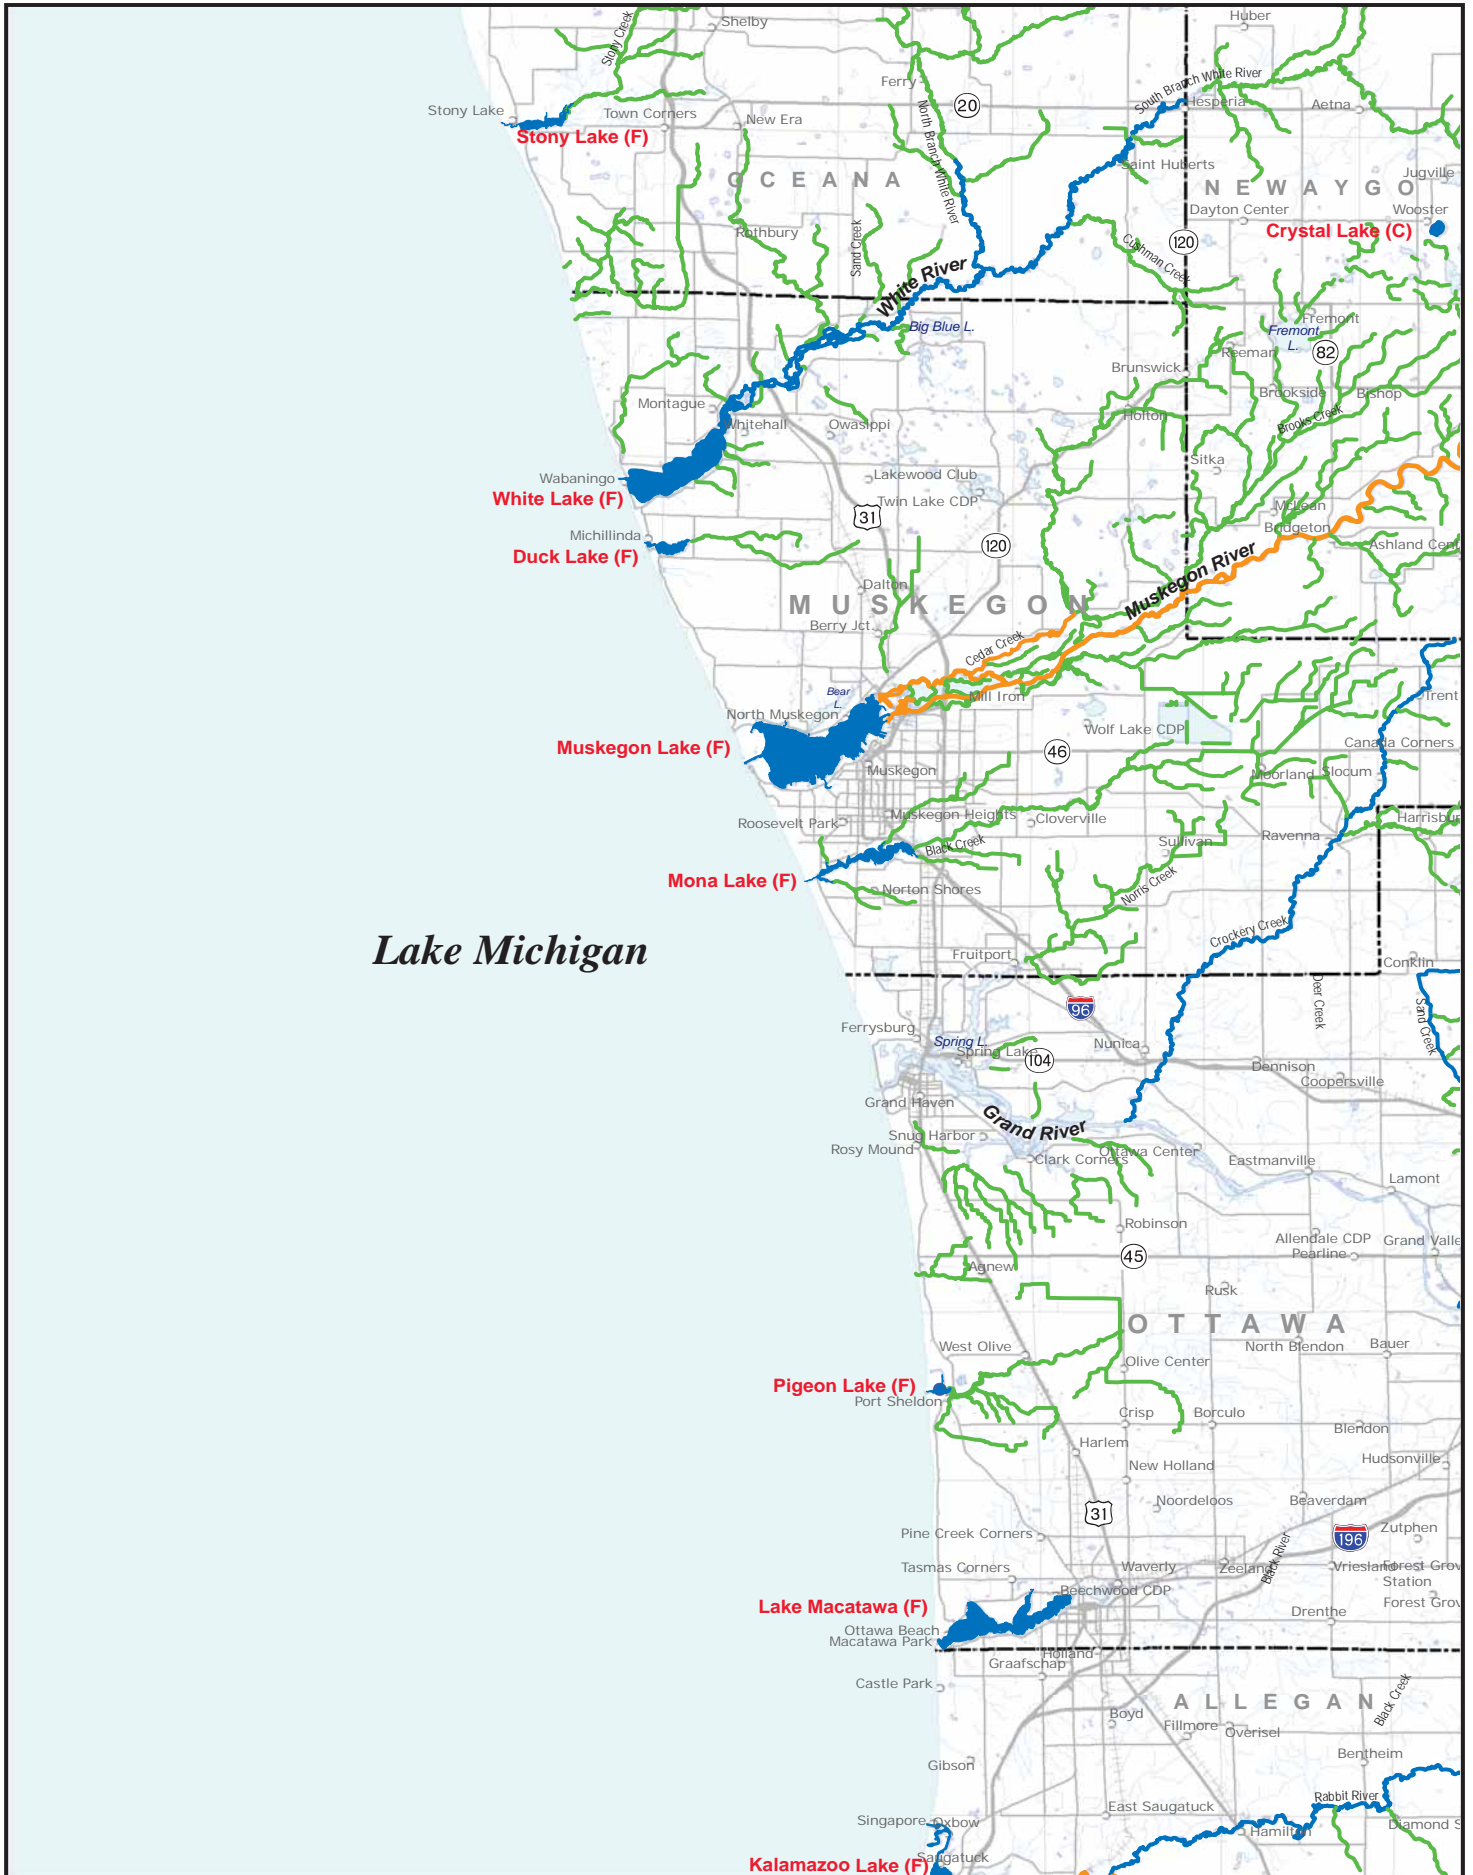 Shelby
Huber
Stony Creek
Ferry
20
South Branch White River
Hesperia
Aetna
Stony Lake
Town Corners
New Era
North Branch White River
Stony Lake (F)
Saint Huberts
OCEANA
NEWAYGO
Jugville
Dayton Center
Wooster
Rothbury
Sand Creek
Cushman Creek
120
Crystal Lake (C)
White River
Big Blue L.
Fremont
Fremont L.
82
Reeman
Brunswick
Brookside
Bishop
Montague
Holton
Brooks Creek
Whitehall
Owasippi
Sitka
Wabaningo
Lakewood Club
White Lake (F)
Twin Lake CDP
31
McLean
Bridgeton
Michillinda
120
Ashland Cent
Duck Lake (F)
Dalton
Muskegon River
MUSKEGON
Berry Jct.
Cedar Creek
Bear L.
Mill Iron
Trent
North Muskegon
Wolf Lake CDP
Canada Corners
Muskegon Lake (F)
46
Muskegon
Moorland
Slocum
Roosevelt Park
Muskegon Heights
Cloverville
Harrisbur
Sullivan
Ravenna
Black Creek
Mona Lake (F)
Norton Shores
Norris Creek
Crockery Creek
Lake Michigan
Fruitport
Conklin
96
Deer Creek
Sand Creek
Ferrysburg
Spring L.
Spring Lake
104
Nunica
Dennison
Coopersville
Grand Haven
Grand River
Snug Harbor
Rosy Mound
Clark Corners
Ottawa Center
Eastmanville
Lamont
Robinson
Allendale CDP
Grand Valle
Pearline
45
Agnew
Rusk
OTTAWA
West Olive
North Blendon
Bauer
Olive Center
Pigeon Lake (F)
Port Sheldon
Crisp
Borculo
Blendon
Harlem
Hudsonville
New Holland
Noordeloos
Beaverdam
31
Pine Creek Corners
196
Zutphen
Black River
Tasmas Corners
Waverly
Zeeland
Vriesland
Forest Grov
Station
Beechwood CDP
Forest Grov
Lake Macatawa (F)
Drenthe
Ottawa Beach
Macatawa Park
Holland
Graafschap
Castle Park
ALLEGAN
Black Creek
Boyd
Fillmore
Overisel
Bentheim
Gibson
Rabbit River
East Saugatuck
Singapore
Oxbow
Hamilton
Diamond S
Saugatuck
Kalamazoo Lake (F)